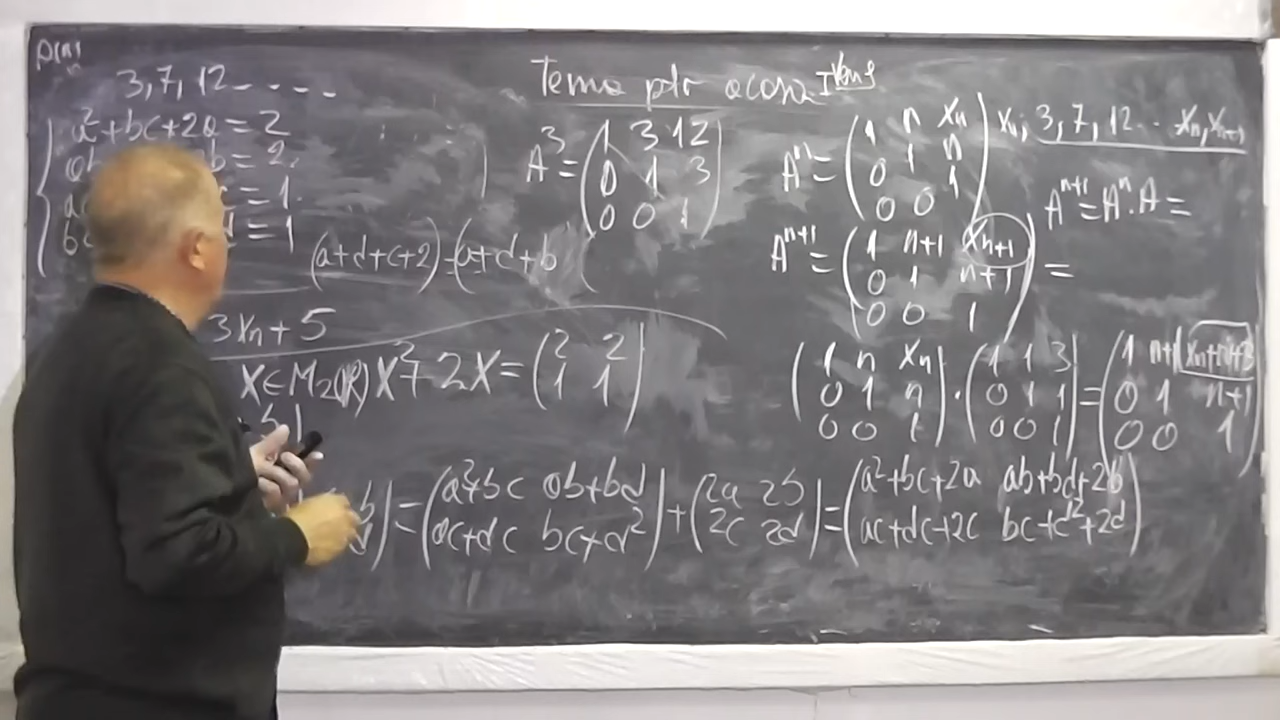 P(n)
3, 7, 12 - - - -
a²+bc+2a = 2
b = 2.
= 1.
= 1
(a+d+c+2) = (a+d+b
3xn + 5
X∈M2(R) X²+2X = (2 2
1 1)
= (a²+bc ab+bd
ac+dc bc+d²) + (2a 2b
2c 2d) = (a²+bc+2a ab+bd+2b
ac+dc+2c bc+d²+2d)
Tema ptr acasa
A³ = (1 3 12
0 1 3
0 0 1)
Aⁿ = (1 n xn
0 1 n
0 0 1)
3, 7, 12 .. xn, xn+1
Aⁿ⁺¹ = Aⁿ . A =
Aⁿ⁺¹ = (1 n+1 xn+1
0 1 n+1
0 0 1) =
(1 n xn
0 1 n
0 0 1) . (1 1 3
0 1 1
0 0 1) = (1 n+1 xn+n+3
0 1 n+1
0 0 1)